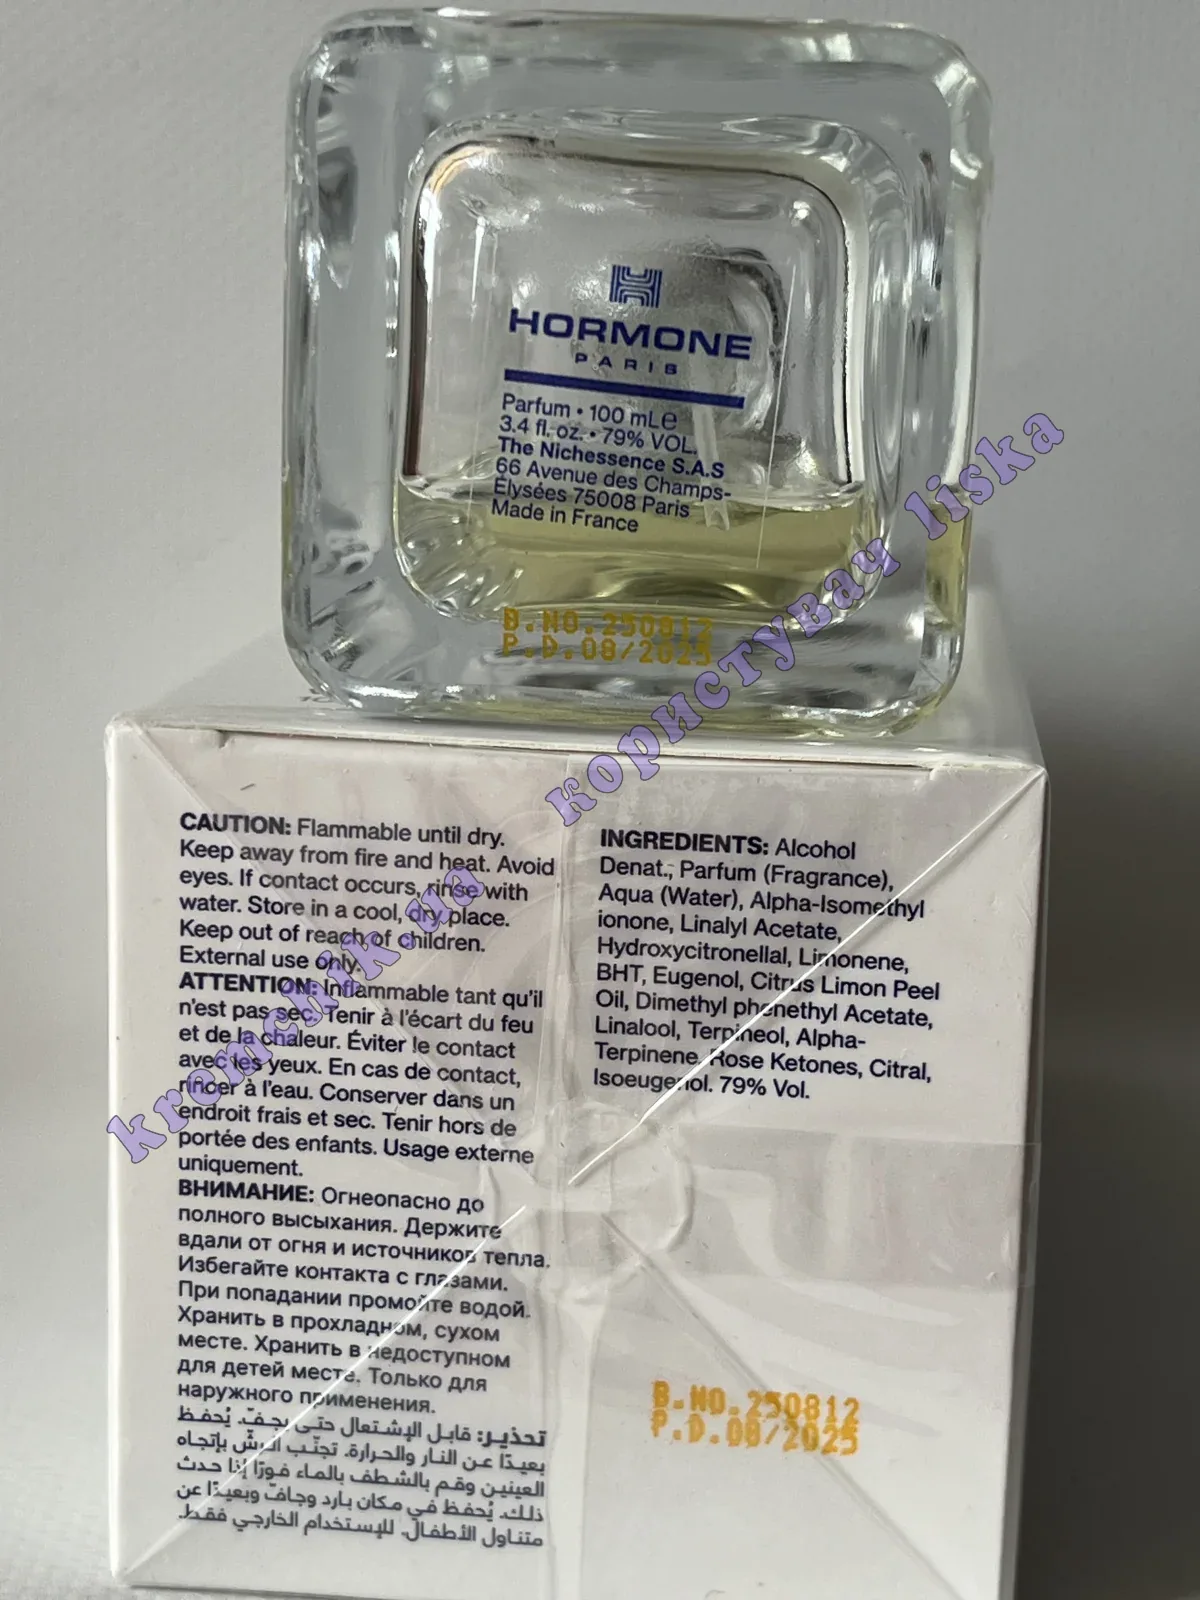 HORMONE
PARIS
Parfum • 100 mLe
3.4 fl. oz. • 79% VOL.
The Nichessence S.A.S
66 Avenue des Champs-
Élysées 75008 Paris
Made in France
B.NO.250812
P.D.08/2025
користувач liska
kremchik.ua
CAUTION: Flammable until dry.
Keep away from fire and heat. Avoid
eyes. If contact occurs, rinse with
water. Store in a cool, dry place.
Keep out of reach of children.
External use only.
ATTENTION: Inflammable tant qu'il
n'est pas sec. Tenir à l'écart du feu
et de la chaleur. Éviter le contact
avec les yeux. En cas de contact,
rincer à l'eau. Conserver dans un
endroit frais et sec. Tenir hors de
portée des enfants. Usage externe
uniquement.
ВНИМАНИЕ: Огнеопасно до
полного высыхания. Держите
вдали от огня и источников тепла.
Избегайте контакта с глазами.
При попадании промойте водой.
Хранить в прохладном, сухом
месте. Хранить в недоступном
для детей месте. Только для
наружного применения.
تحذير: قابل الإشتعال حتى يجفّ. يُحفظ
بعيدًا عن النار والحرارة. تجنّب الرشّ بإتجاه
العينين وقم بالشطف بالماء فورًا إذا حدث
ذلك. يُحفظ في مكان بارد وجافّ وبعيدًا عن
متناول الأطفال. للإستخدام الخارجي فقط.
INGREDIENTS: Alcohol
Denat., Parfum (Fragrance),
Aqua (Water), Alpha-Isomethyl
ionone, Linalyl Acetate,
Hydroxycitronellal, Limonene,
BHT, Eugenol, Citrus Limon Peel
Oil, Dimethyl phenethyl Acetate,
Linalool, Terpineol, Alpha-
Terpinene, Rose Ketones, Citral,
Isoeugenol. 79% Vol.
B.NO.250812
P.D.08/2025